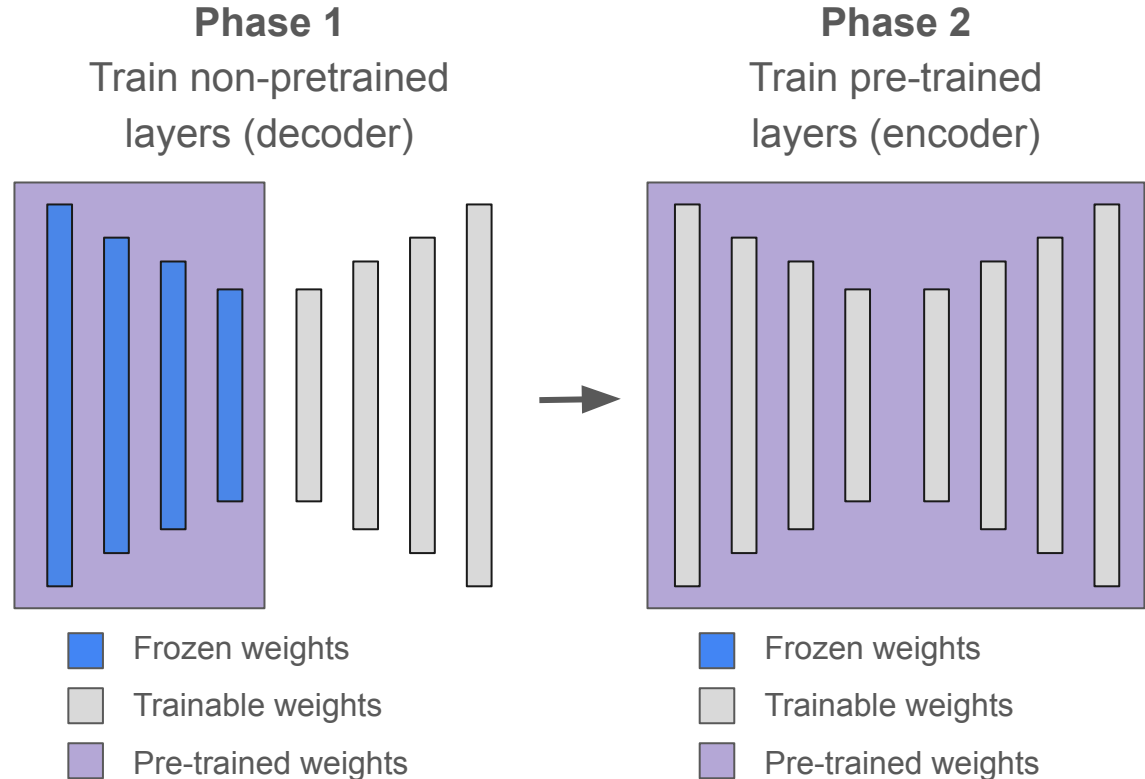 Phase 1
Train non-pretrained
layers (decoder)
Frozen weights
Trainable weights
Pre-trained weights
Phase 2
Train pre-trained
layers (encoder)
Frozen weights
Trainable weights
Pre-trained weights